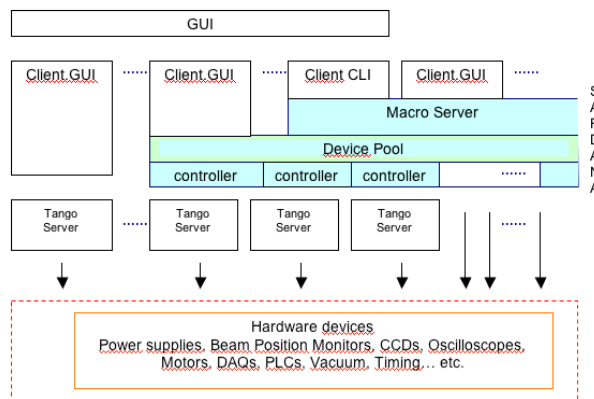 GUI
Client.GUI
Client.GUI
Client CLI
Client.GUI
Macro Server
Device Pool
controller
controller
controller
S
A
R
D
A
N
A
Tango
Server
Tango
Server
Tango
Server
Tango
Server
Hardware devices
Power supplies, Beam Position Monitors, CCDs, Oscilloscopes,
Motors, DAQs, PLCs, Vacuum, Timing… etc.